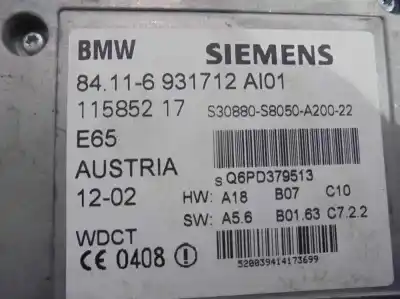 BMW SIEMENS
84.11-6 931712 AI01
115852 17 S30880-S8050-A200-22
E65
AUSTRIA S Q6PD379513
12-02 HW: A18 B07 C10
SW: A5.6 B01.63 C7.2.2
WDCT
CE 0408
520039414173699